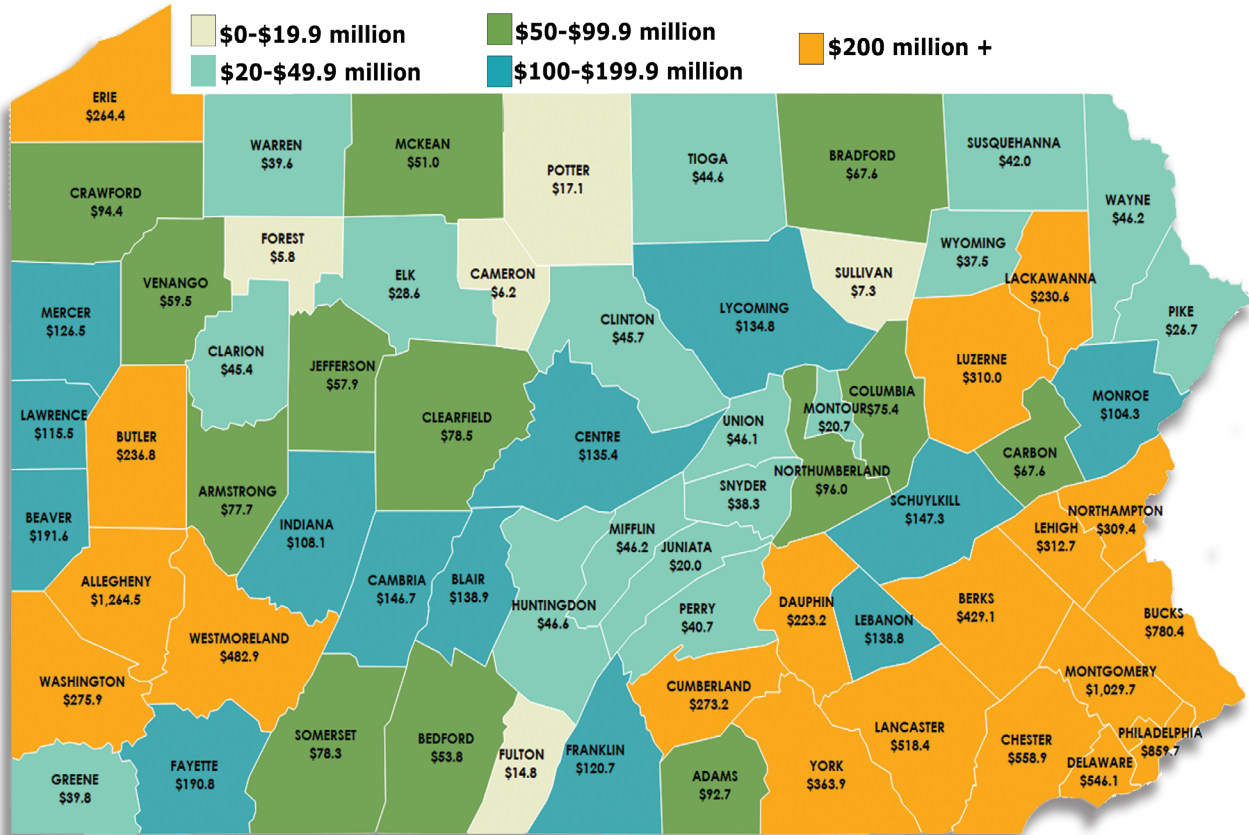 $0-$19.9 million
$20-$49.9 million
$50-$99.9 million
$100-$199.9 million
$200 million +
ERIE
$264.4
CRAWFORD
$94.4
WARREN
$39.6
MCKEAN
$51.0
POTTER
$17.1
TIOGA
$44.6
BRADFORD
$67.6
SUSQUEHANNA
$42.0
WAYNE
$46.2
FOREST
$5.8
VENANGO
$59.5
ELK
$28.6
CAMERON
$6.2
SULLIVAN
$7.3
WYOMING
$37.5
LACKAWANNA
$230.6
MERCER
$126.5
CLARION
$45.4
JEFFERSON
$57.9
CLINTON
$45.7
LYCOMING
$134.8
PIKE
$26.7
LUZERNE
$310.0
LAWRENCE
$115.5
BUTLER
$236.8
CLEARFIELD
$78.5
CENTRE
$135.4
UNION
$46.1
MONTOUR
$20.7
COLUMBIA
$75.4
MONROE
$104.3
CARBON
$67.6
ARMSTRONG
$77.7
SNYDER
$38.3
NORTHUMBERLAND
$96.0
SCHUYLKILL
$147.3
BEAVER
$191.6
INDIANA
$108.1
MIFFLIN
$46.2
JUNIATA
$20.0
LEHIGH
$312.7
NORTHAMPTON
$309.4
ALLEGHENY
$1,264.5
CAMBRIA
$146.7
BLAIR
$138.9
HUNTINGDON
$46.6
PERRY
$40.7
DAUPHIN
$223.2
LEBANON
$138.8
BERKS
$429.1
BUCKS
$780.4
WESTMORELAND
$482.9
WASHINGTON
$275.9
CUMBERLAND
$273.2
MONTGOMERY
$1,029.7
SOMERSET
$78.3
BEDFORD
$53.8
FULTON
$14.8
FRANKLIN
$120.7
LANCASTER
$518.4
CHESTER
$558.9
PHILADELPHIA
$859.7
DELAWARE
$546.1
GREENE
$39.8
FAYETTE
$190.8
ADAMS
$92.7
YORK
$363.9